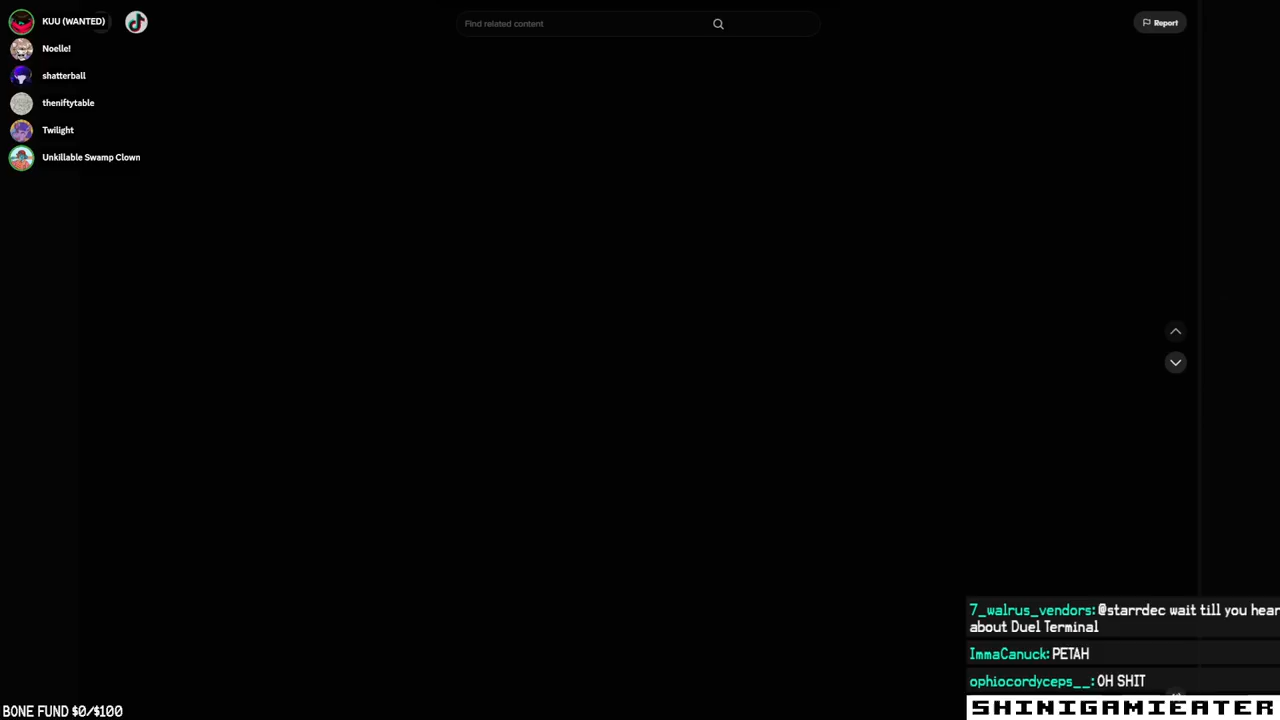 KUU (WANTED)
Find related content
Report
Noelle!
shatterball
theniftytable
Twilight
Unkillable Swamp Clown
7_walrus_vendors: @starrdec wait till you hear
about Duel Terminal
ImmaCanuck: PETAH
ophiocordyceps__: OH SHIT
BONE FUND $0/$100
SHINIGAMIEATER